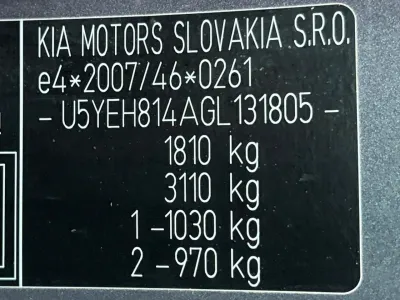 KIA MOTORS SLOVAKIA S.R.O.
e4*2007/46*0261
- U5YEH814AGL131805 -
1810 kg
3110 kg
1 - 1030 kg
2 - 970 kg